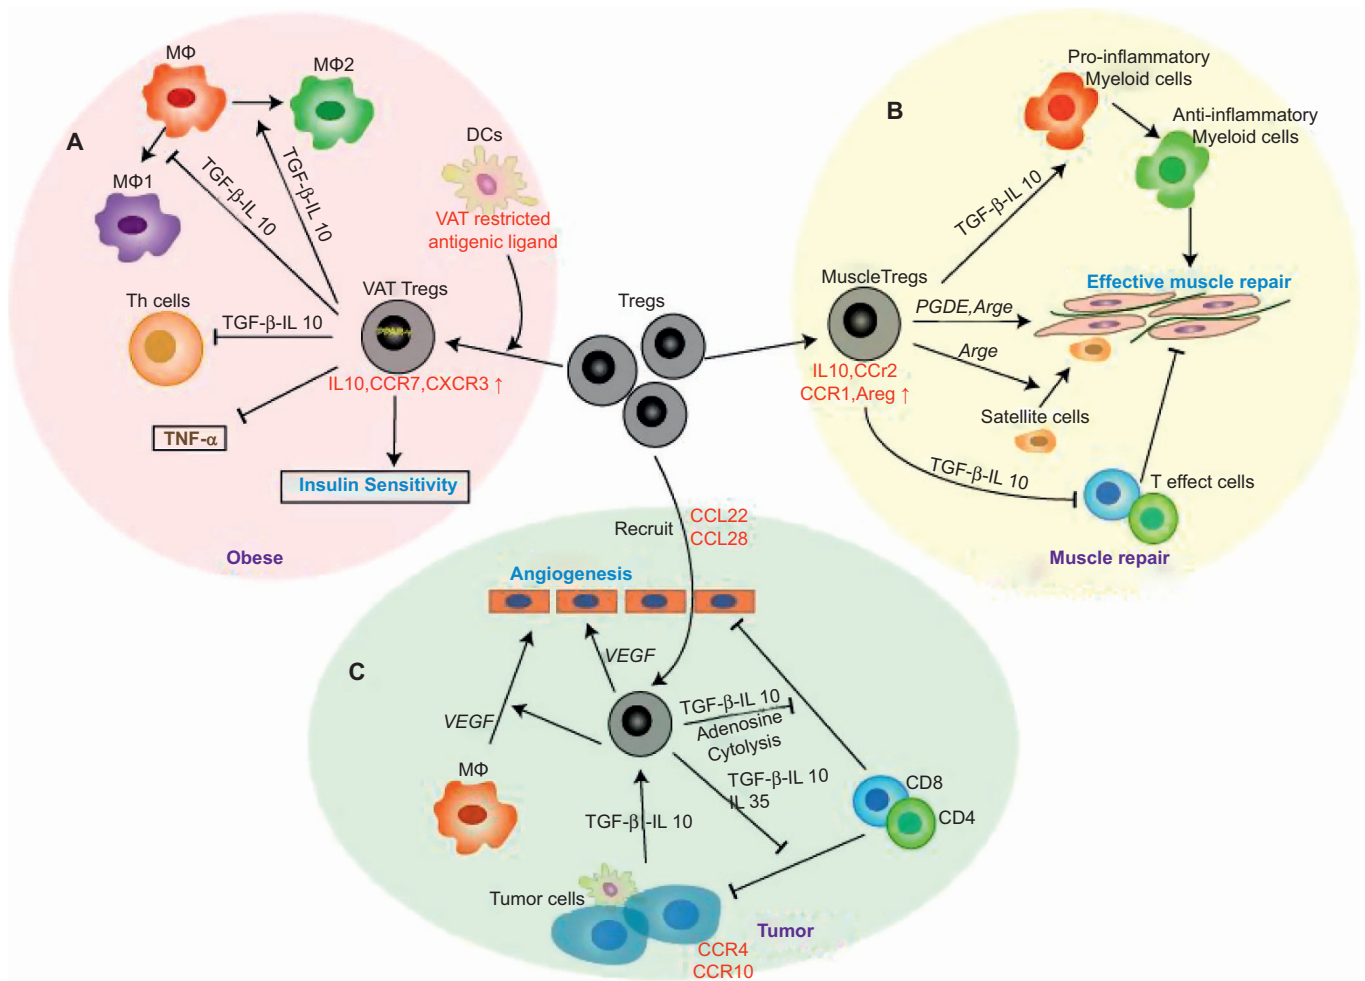 A
MΦ
MΦ2
MΦ1
TGF-β-IL 10
TGF-β-IL 10
DCs
VAT restricted
antigenic ligand
Th cells
TGF-β-IL 10
VAT Tregs
IL10,CCR7,CXCR3 ↑
TNF-α
Insulin Sensitivity
Obese
Tregs
B
Pro-inflammatory
Myeloid cells
Anti-inflammatory
Myeloid cells
TGF-β-IL 10
MuscleTregs
PGDE,Arge
Effective muscle repair
Arge
IL10,CCr2
CCR1,Areg ↑
Satellite cells
TGF-β-IL 10
T effect cells
Muscle repair
Recruit
CCL22
CCL28
C
Angiogenesis
VEGF
VEGF
MΦ
TGF-β-IL 10
Adenosine
Cytolysis
TGF-β-IL 10
IL 35
CD8
CD4
TGF-β-IL 10
Tumor cells
Tumor
CCR4
CCR10